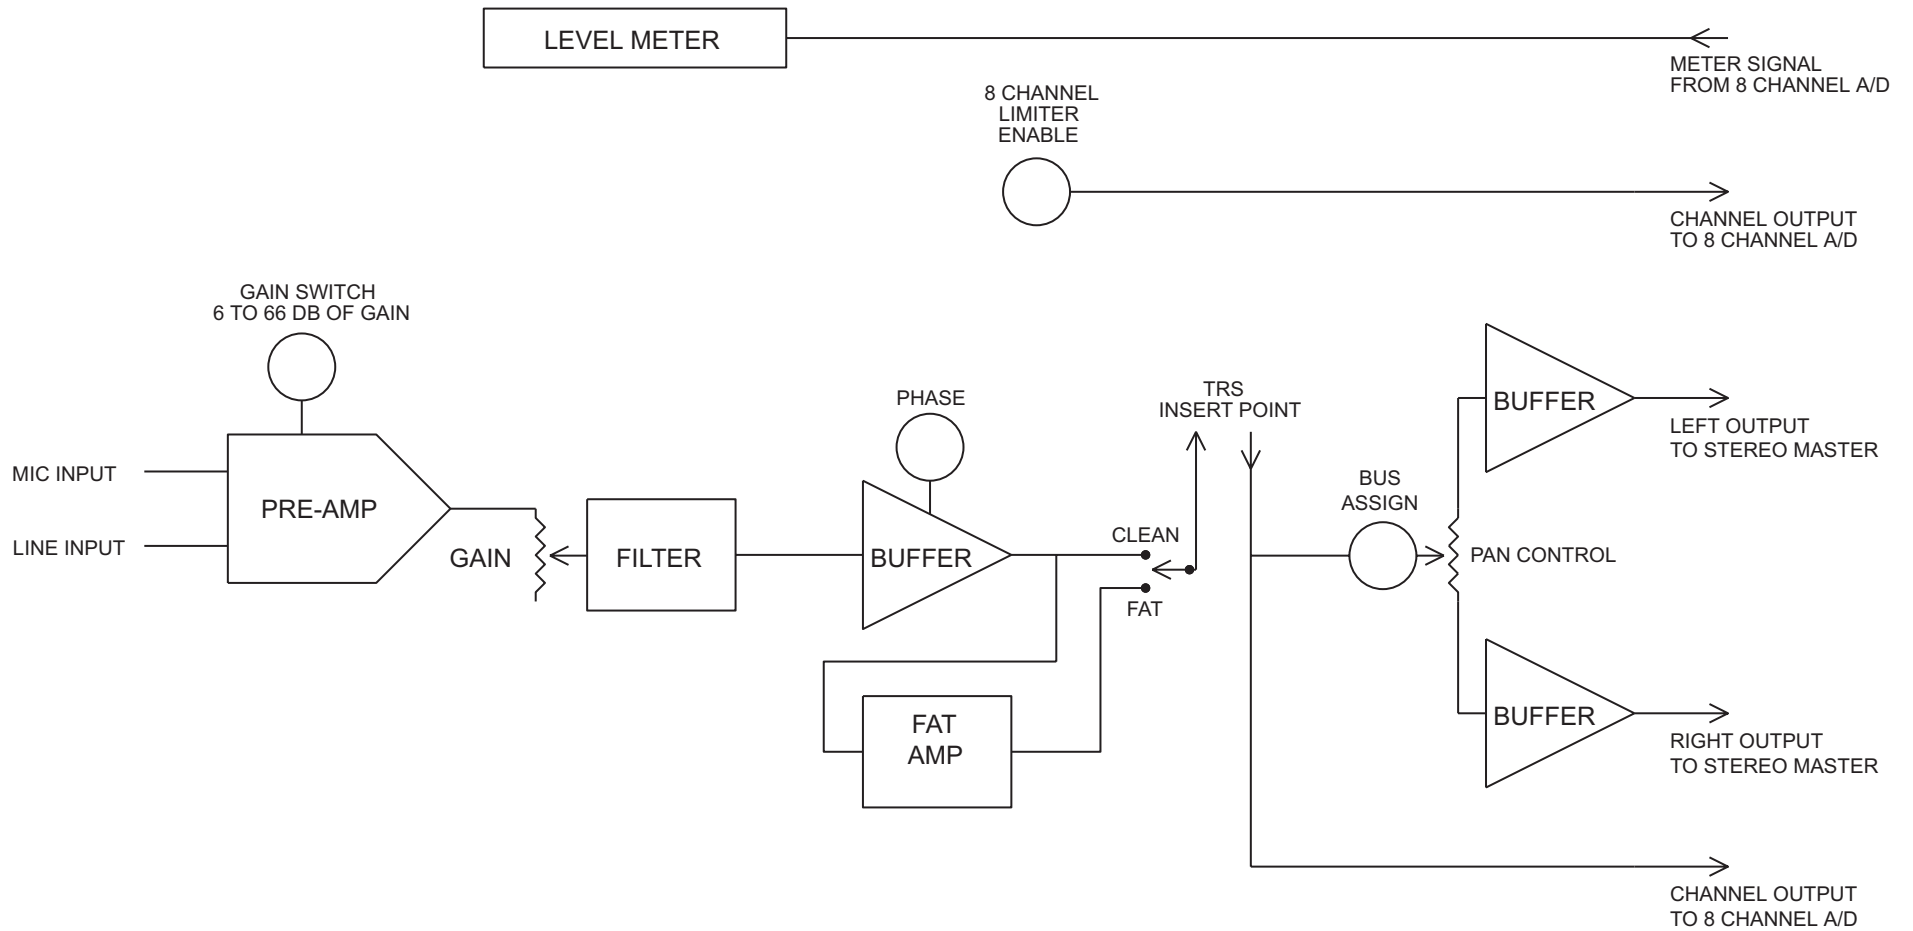 LEVEL METER
METER SIGNAL
FROM 8 CHANNEL A/D
8 CHANNEL
LIMITER
ENABLE
CHANNEL OUTPUT
TO 8 CHANNEL A/D
GAIN SWITCH
6 TO 66 DB OF GAIN
MIC INPUT
LINE INPUT
PRE-AMP
GAIN
FILTER
PHASE
BUFFER
CLEAN
FAT
FAT
AMP
TRS
INSERT POINT
BUS
ASSIGN
PAN CONTROL
BUFFER
LEFT OUTPUT
TO STEREO MASTER
BUFFER
RIGHT OUTPUT
TO STEREO MASTER
CHANNEL OUTPUT
TO 8 CHANNEL A/D